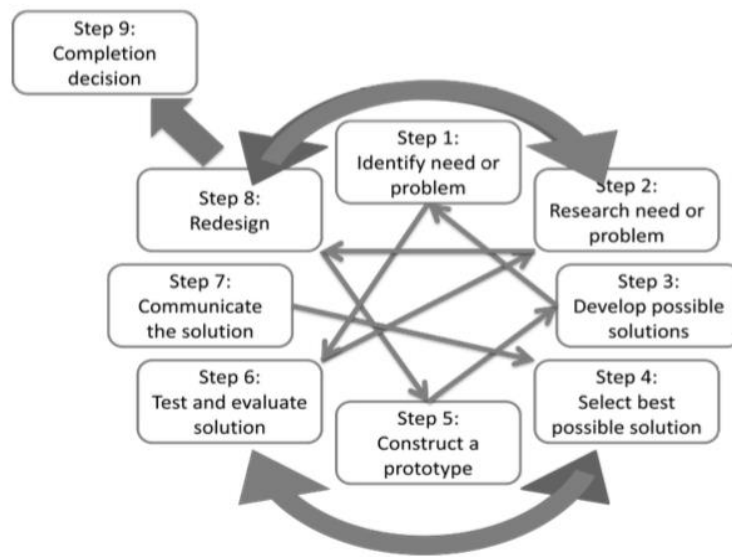 Step 9:
Completion
decision
Step 1:
Identify need or
problem
Step 2:
Research need or
problem
Step 3:
Develop possible
solutions
Step 4:
Select best
possible solution
Step 5:
Construct a
prototype
Step 6:
Test and evaluate
solution
Step 7:
Communicate
the solution
Step 8:
Redesign